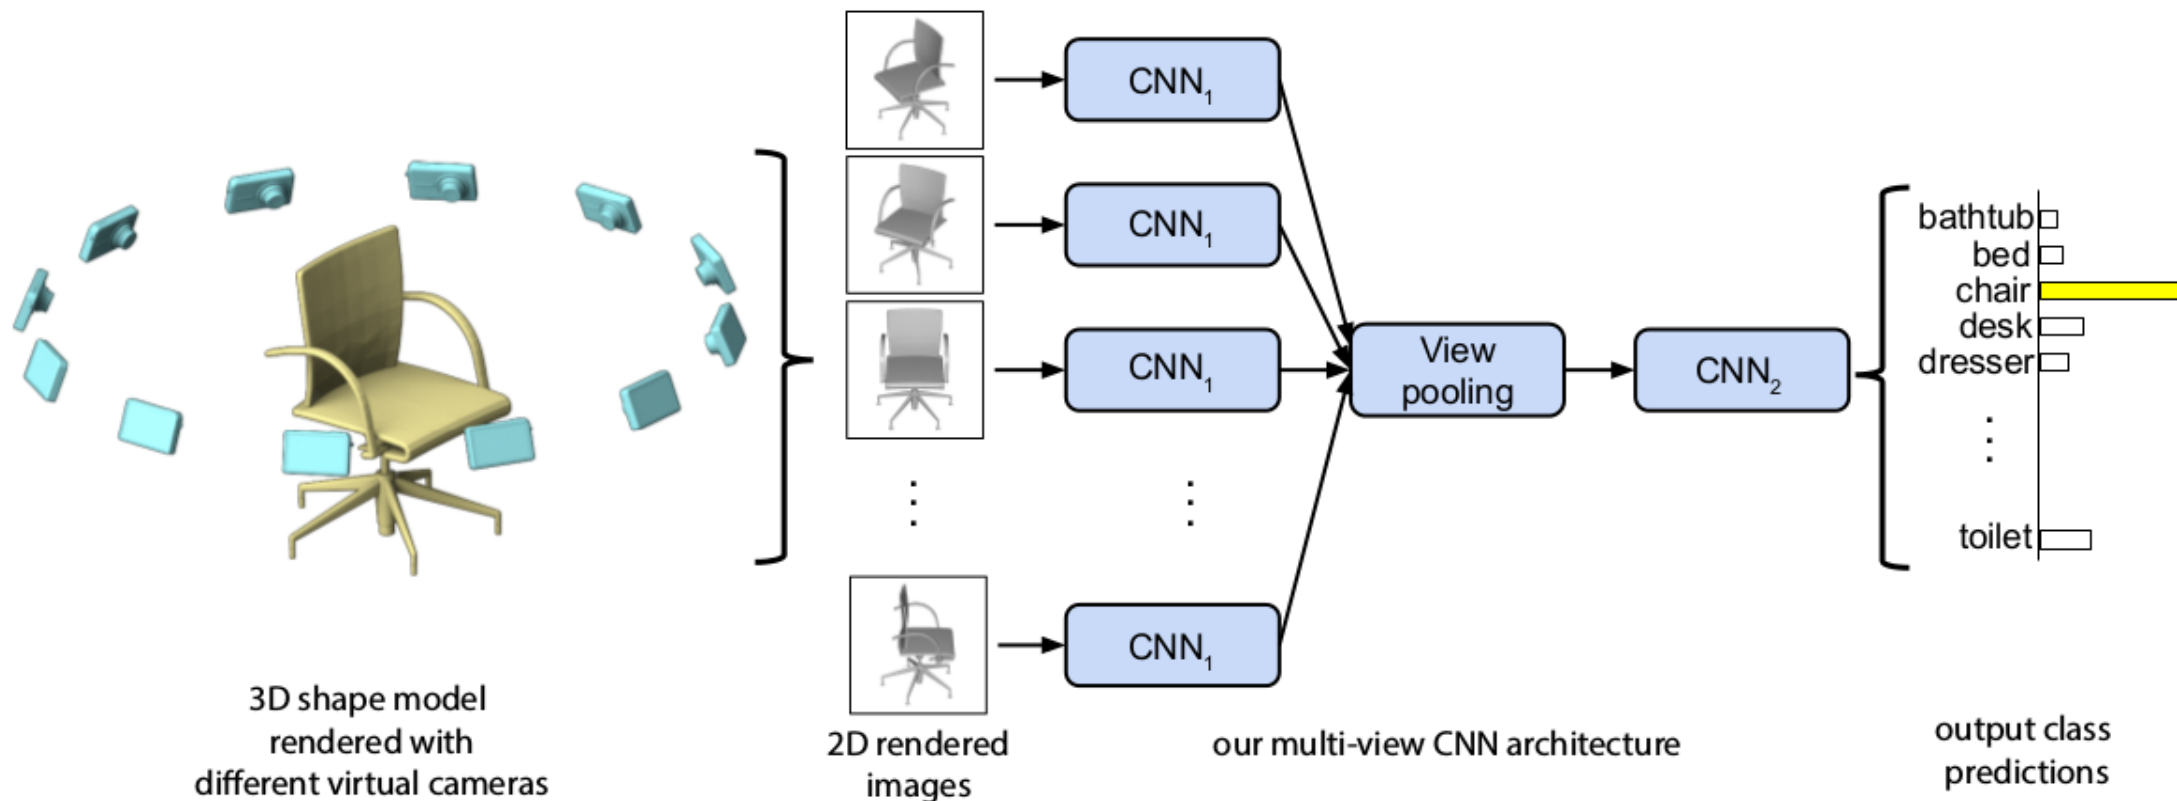 CNN₁
CNN₁
CNN₁
CNN₁
View
pooling
CNN₂
bathtub
bed
chair
desk
dresser
toilet
3D shape model
rendered with
different virtual cameras
2D rendered
images
our multi-view CNN architecture
output class
predictions